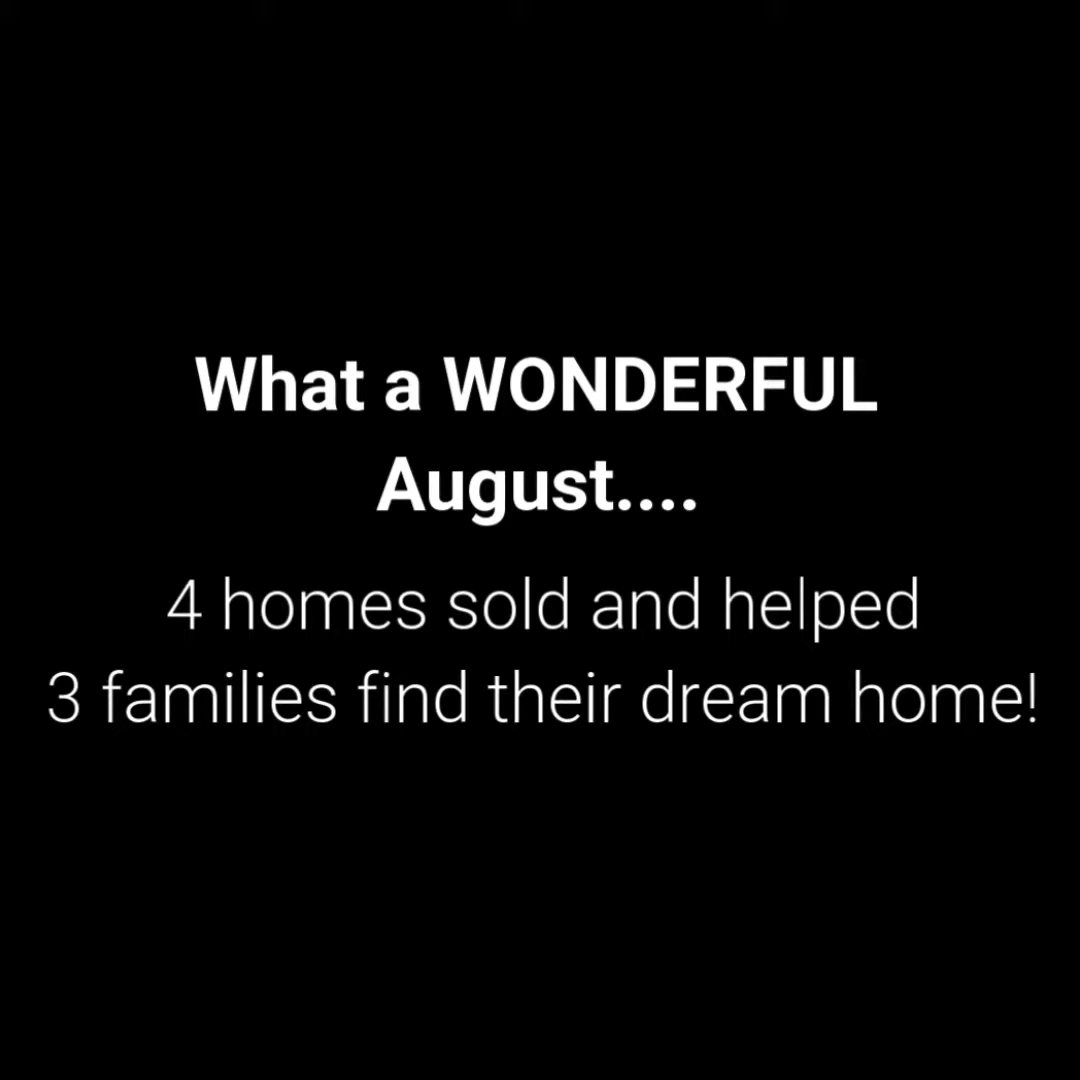 What a WONDERFUL
August....
4 homes sold and helped
3 families find their dream home!